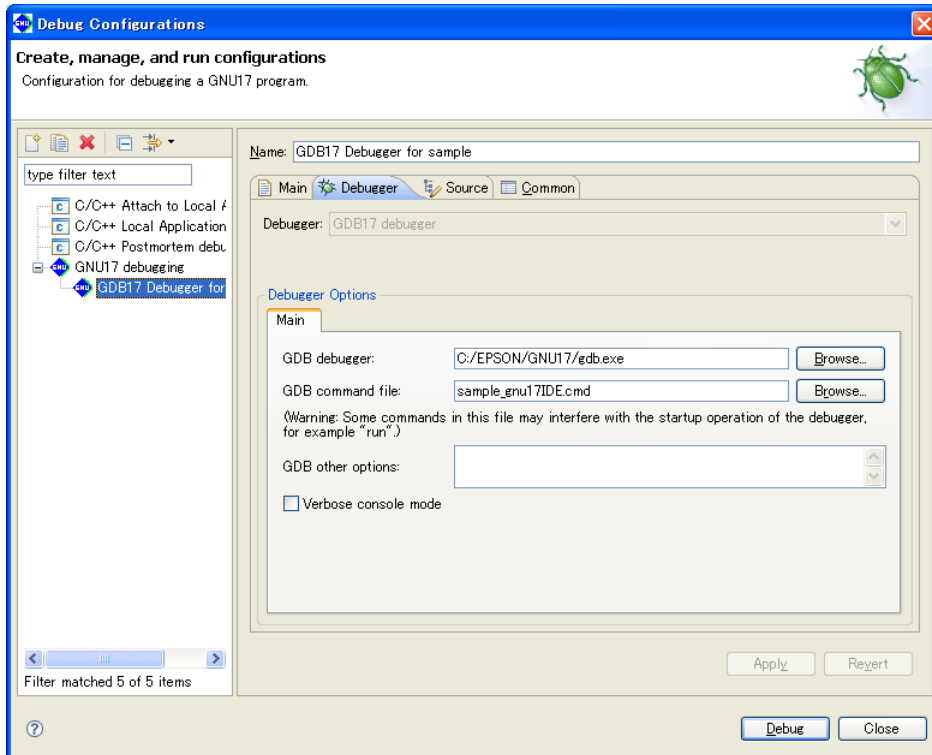 Debug Configurations
Create, manage, and run configurations
Configuration for debugging a GNU17 program.
type filter text
C/C++ Attach to Local A
C/C++ Local Application
C/C++ Postmortem debu
GNU17 debugging
GDB17 Debugger for
Filter matched 5 of 5 items
Name: GDB17 Debugger for sample
Main Debugger Source Common
Debugger: GDB17 debugger
Debugger Options
Main
GDB debugger: C:/EPSON/GNU17/gdb.exe Browse...
GDB command file: sample_gnu17IDE.cmd Browse...
(Warning: Some commands in this file may interfere with the startup operation of the debugger,
for example "run".)
GDB other options:
Verbose console mode
Apply Revert
Debug Close